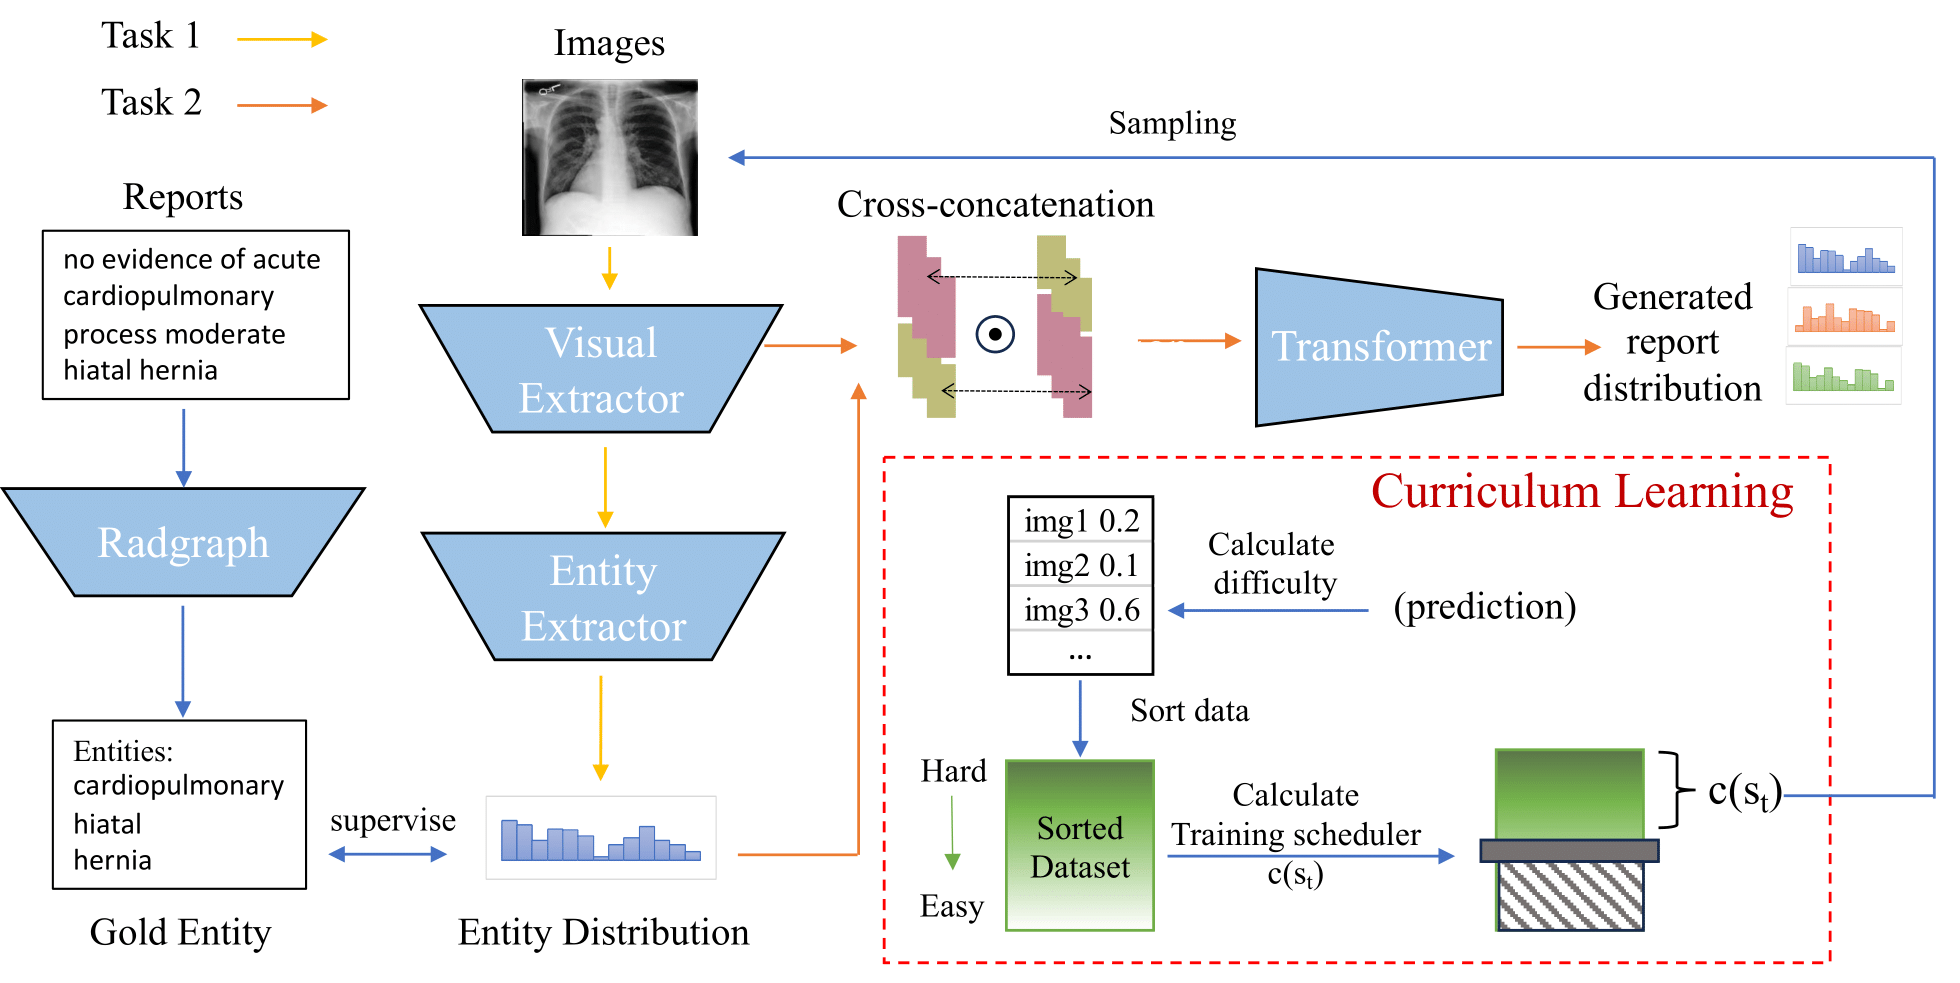 Task 1
Task 2
Reports
no evidence of acute
cardiopulmonary
process moderate
hiatal hernia
Radgraph
Entities:
cardiopulmonary
hiatal
hernia
Gold Entity
supervise
Images
Visual
Extractor
Entity
Extractor
Entity Distribution
Sampling
Cross-concatenation
Transformer
Generated
report
distribution
Curriculum Learning
img1 0.2
img2 0.1
img3 0.6
...
Calculate
difficulty
(prediction)
Sort data
Hard
Easy
Sorted
Dataset
Calculate
Training scheduler
c(sₜ)
c(sₜ)